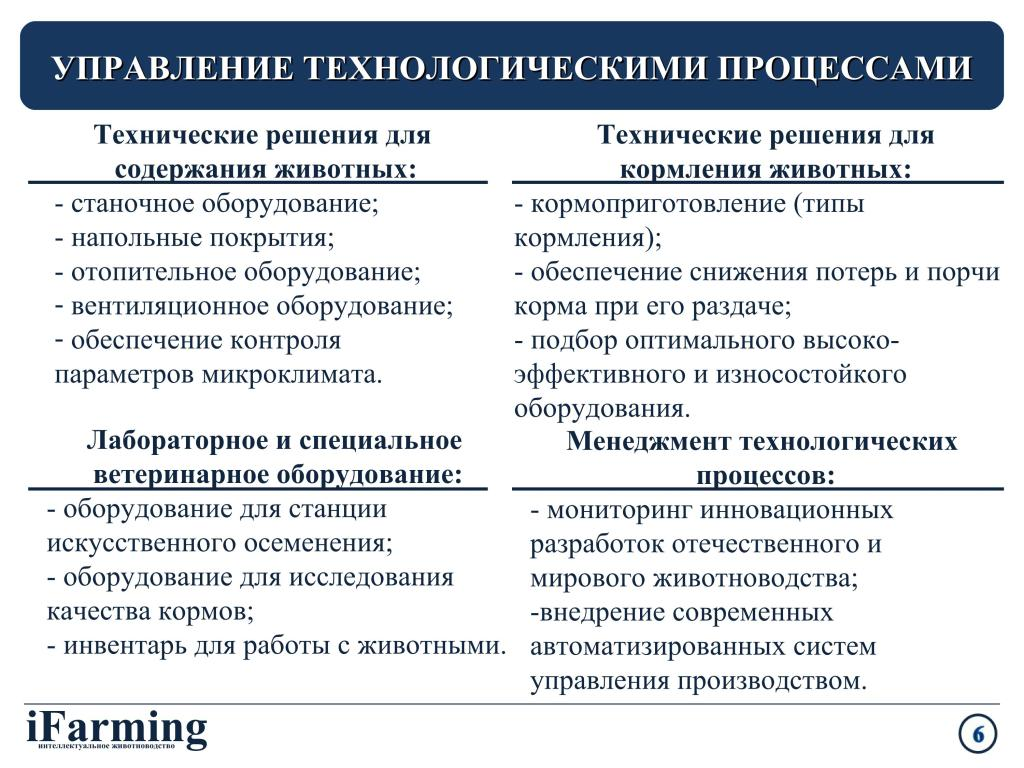 УПРАВЛЕНИЕ ТЕХНОЛОГИЧЕСКИМИ ПРОЦЕССАМИ
Технические решения для
содержания животных:
- станочное оборудование;
- напольные покрытия;
- отопительное оборудование;
- вентиляционное оборудование;
- обеспечение контроля
параметров микроклимата.
Технические решения для
кормления животных:
- кормоприготовление (типы
кормления);
- обеспечение снижения потерь и порчи
корма при его раздаче;
- подбор оптимального высоко-
эффективного и износостойкого
оборудования.
Лабораторное и специальное
ветеринарное оборудование:
- оборудование для станции
искусственного осеменения;
- оборудование для исследования
качества кормов;
- инвентарь для работы с животными.
Менеджмент технологических
процессов:
- мониторинг инновационных
разработок отечественного и
мирового животноводства;
-внедрение современных
автоматизированных систем
управления производством.
iFarming
интеллектуальное животноводство
6